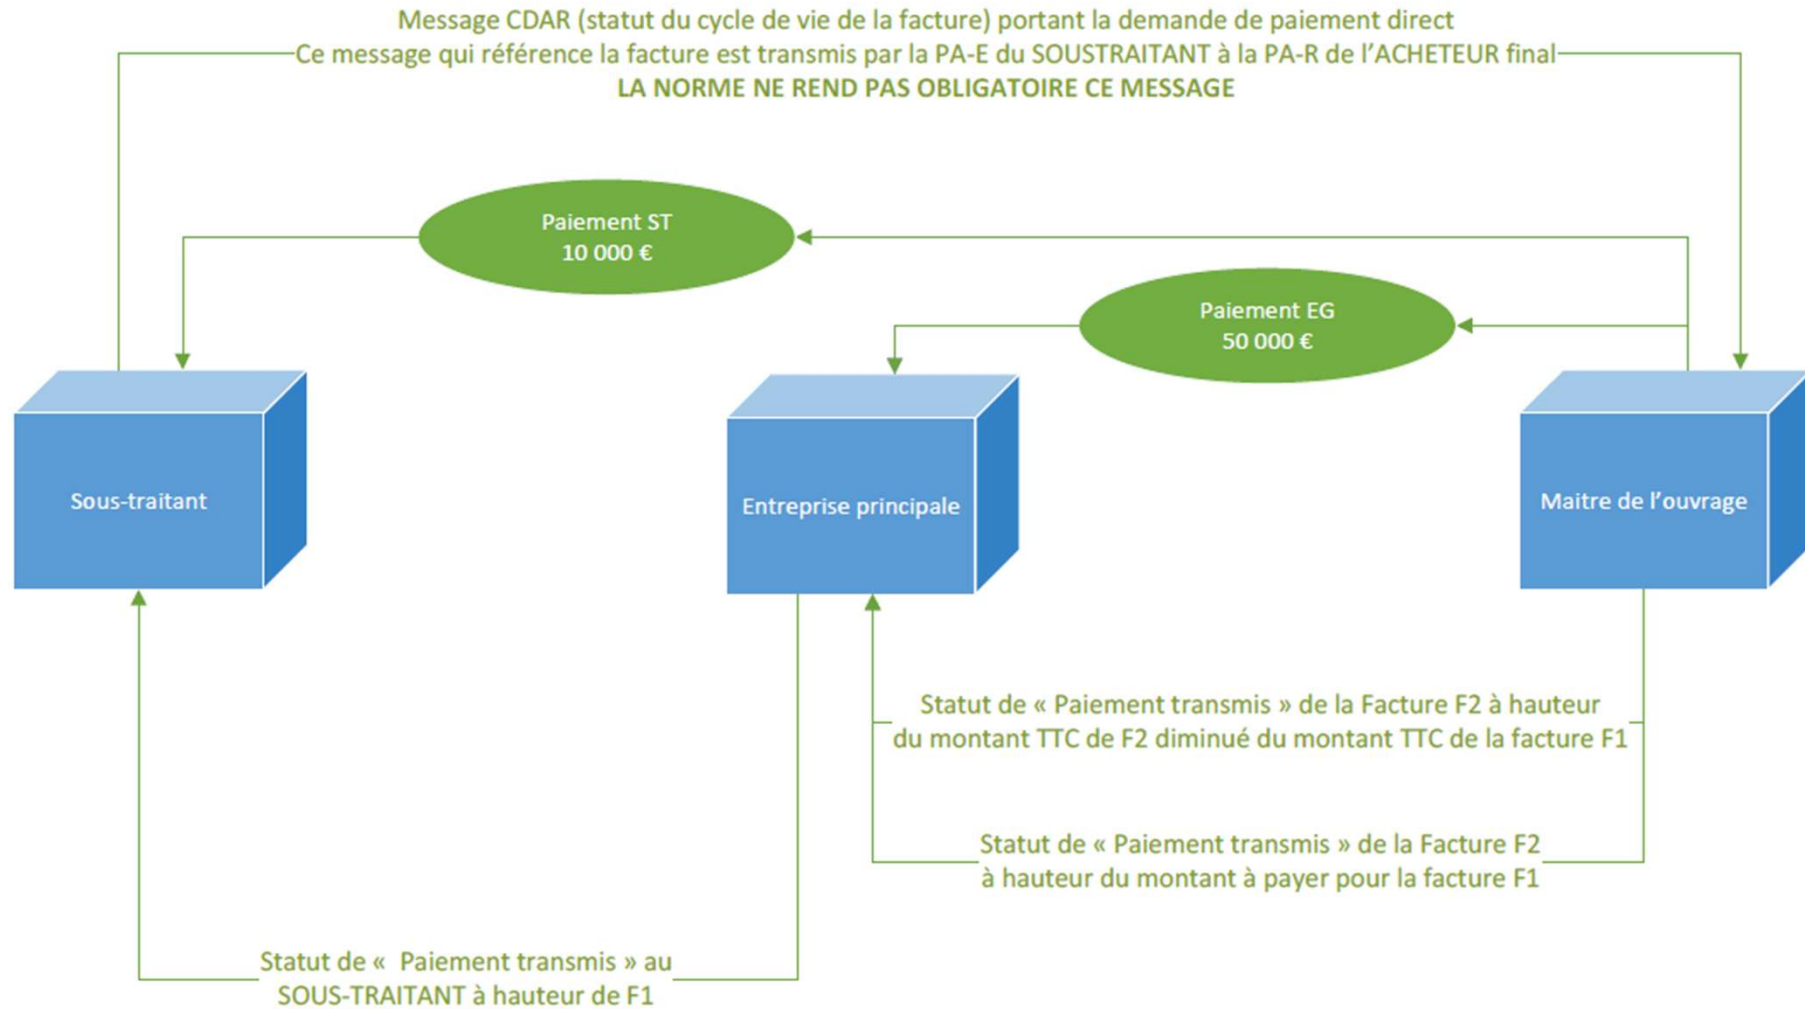 Message CDAR (statut du cycle de vie de la facture) portant la demande de paiement direct
Ce message qui référence la facture est transmis par la PA-E du SOUSTRAITANT à la PA-R de l'ACHETEUR final
LA NORME NE REND PAS OBLIGATOIRE CE MESSAGE
Paiement ST
10 000 €
Paiement EG
50 000 €
Sous-traitant
Entreprise principale
Maitre de l'ouvrage
Statut de « Paiement transmis » de la Facture F2 à hauteur
du montant TTC de F2 diminué du montant TTC de la facture F1
Statut de « Paiement transmis » de la Facture F2
à hauteur du montant à payer pour la facture F1
Statut de «  Paiement transmis » au
SOUS-TRAITANT à hauteur de F1